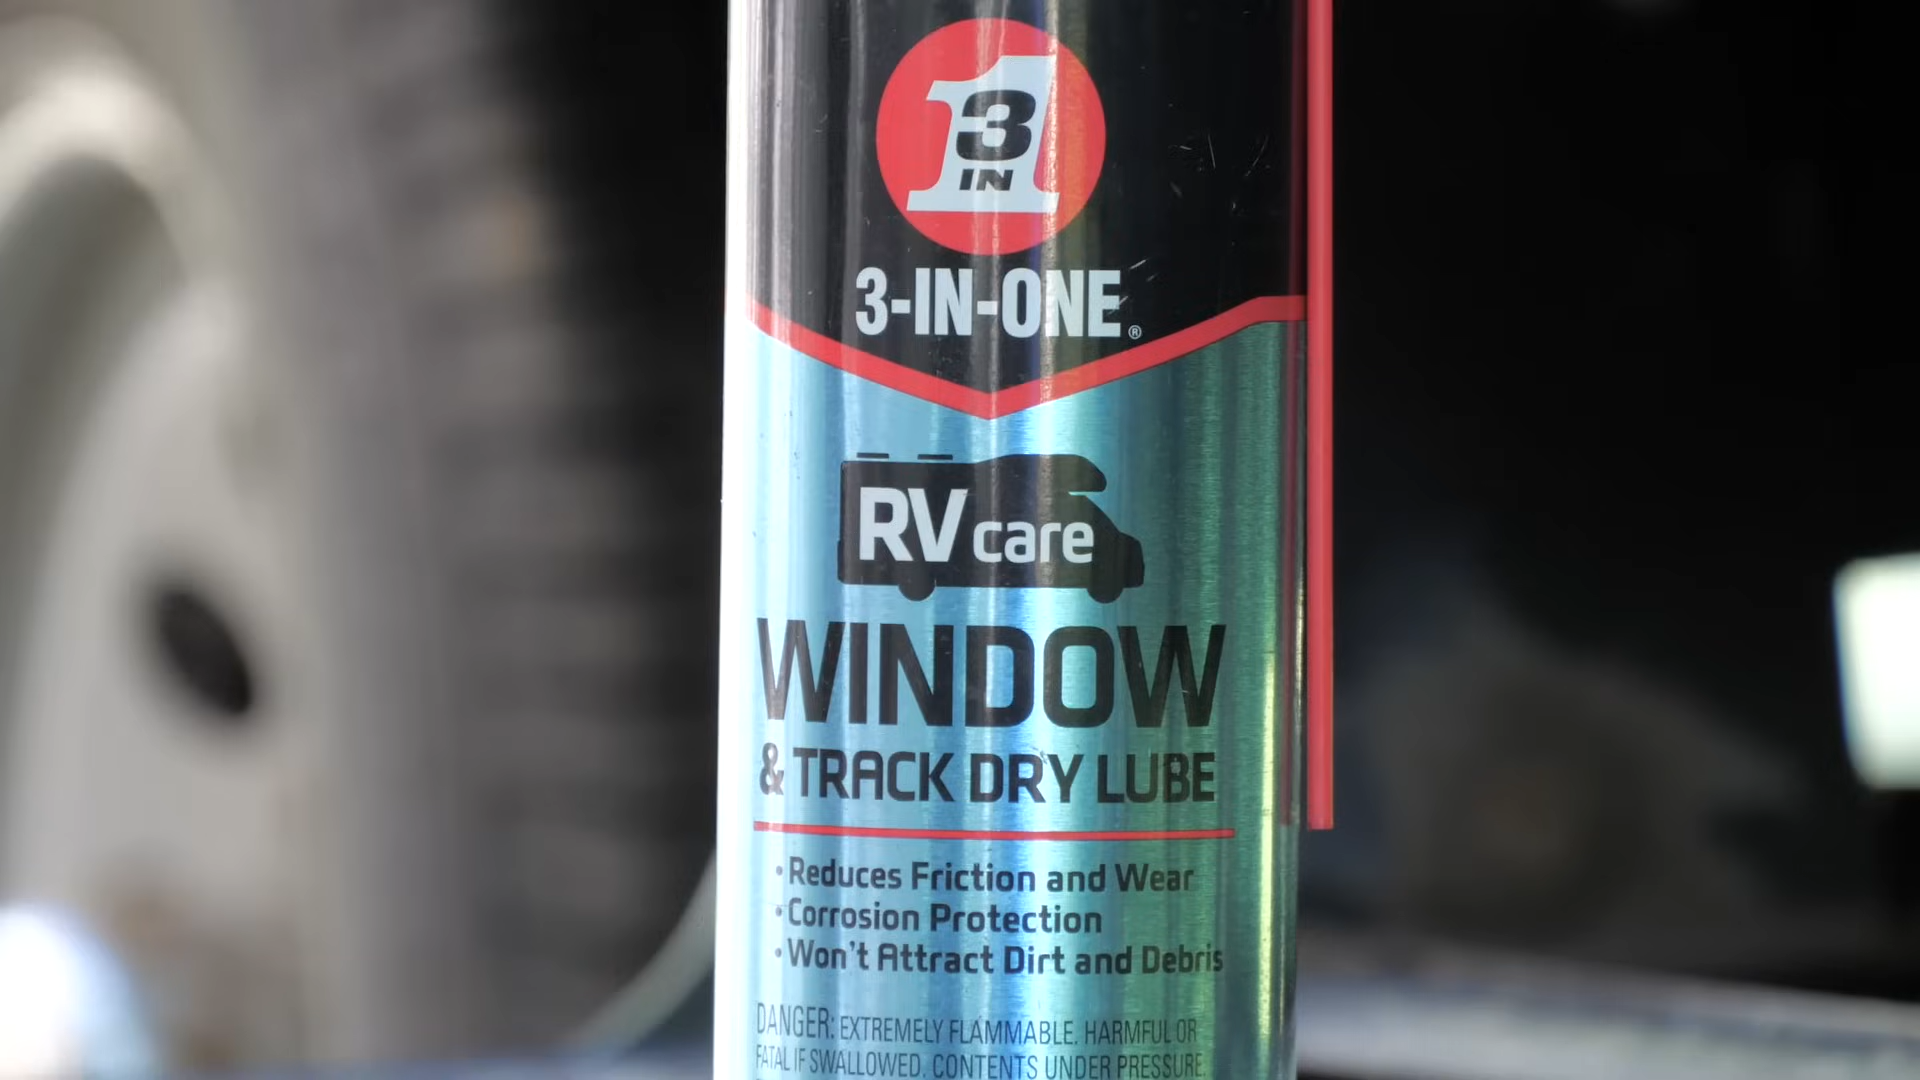 3
IN
1
3-IN-ONE®
RV care
WINDOW
& TRACK DRY LUBE
•Reduces Friction and Wear
•Corrosion Protection
•Won't Attract Dirt and Debris
DANGER: EXTREMELY FLAMMABLE. HARMFUL OR
FATAL IF SWALLOWED. CONTENTS UNDER PRESSURE.